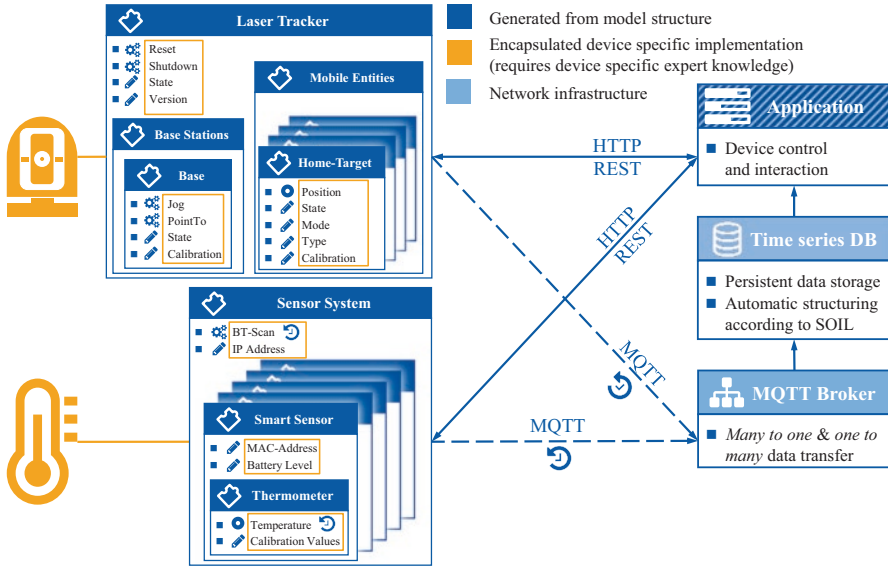 Laser Tracker
Reset
Shutdown
State
Version
Mobile Entities
Base Stations
Base
Jog
PointTo
State
Calibration
Home-Target
Position
State
Mode
Type
Calibration
Generated from model structure
Encapsulated device specific implementation
(requires device specific expert knowledge)
Network infrastructure
Sensor System
BT-Scan
IP Address
Smart Sensor
MAC-Address
Battery Level
Thermometer
Temperature
Calibration Values
HTTP
REST
HTTP
REST
MQTT
MQTT
Application
Device control
and interaction
Time series DB
Persistent data storage
Automatic structuring
according to SOIL
MQTT Broker
Many to one & one to
many data transfer